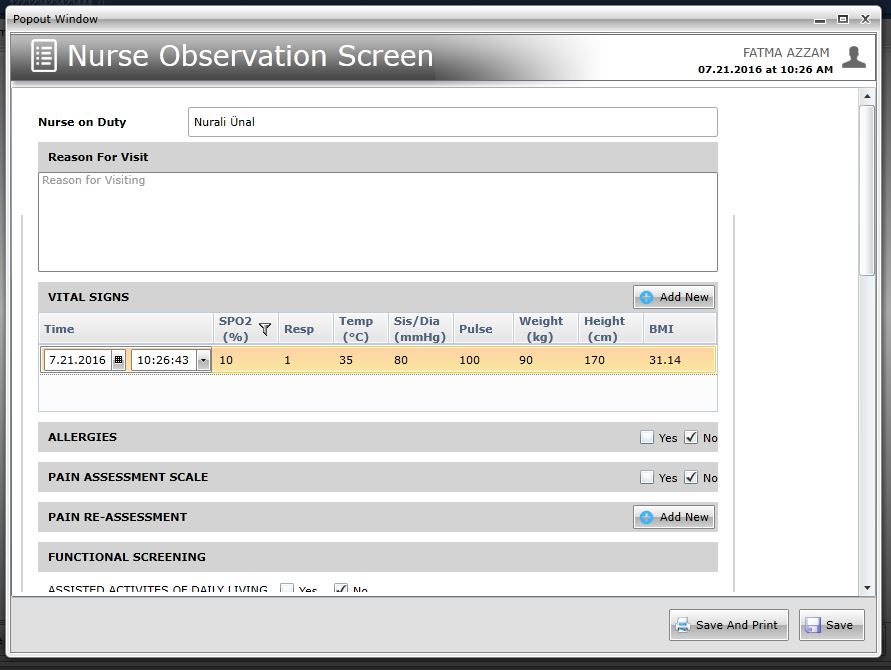 Popout Window
Nurse Observation Screen
FATMA AZZAM
07.21.2016 at 10:26 AM
Nurse on Duty
Nurali Ünal
Reason For Visit
Reason for Visiting
VITAL SIGNS
Add New
Time SPO2 (%) Resp Temp (°C) Sis/Dia (mmHg) Pulse Weight (kg) Height (cm) BMI
7.21.2016 10:26:43 10 1 35 80 100 90 170 31.14
ALLERGIES Yes No
PAIN ASSESSMENT SCALE Yes No
PAIN RE-ASSESSMENT Add New
FUNCTIONAL SCREENING
ASSISTED ACTIVITES OF DAILY LIVING Yes No
Save And Print Save